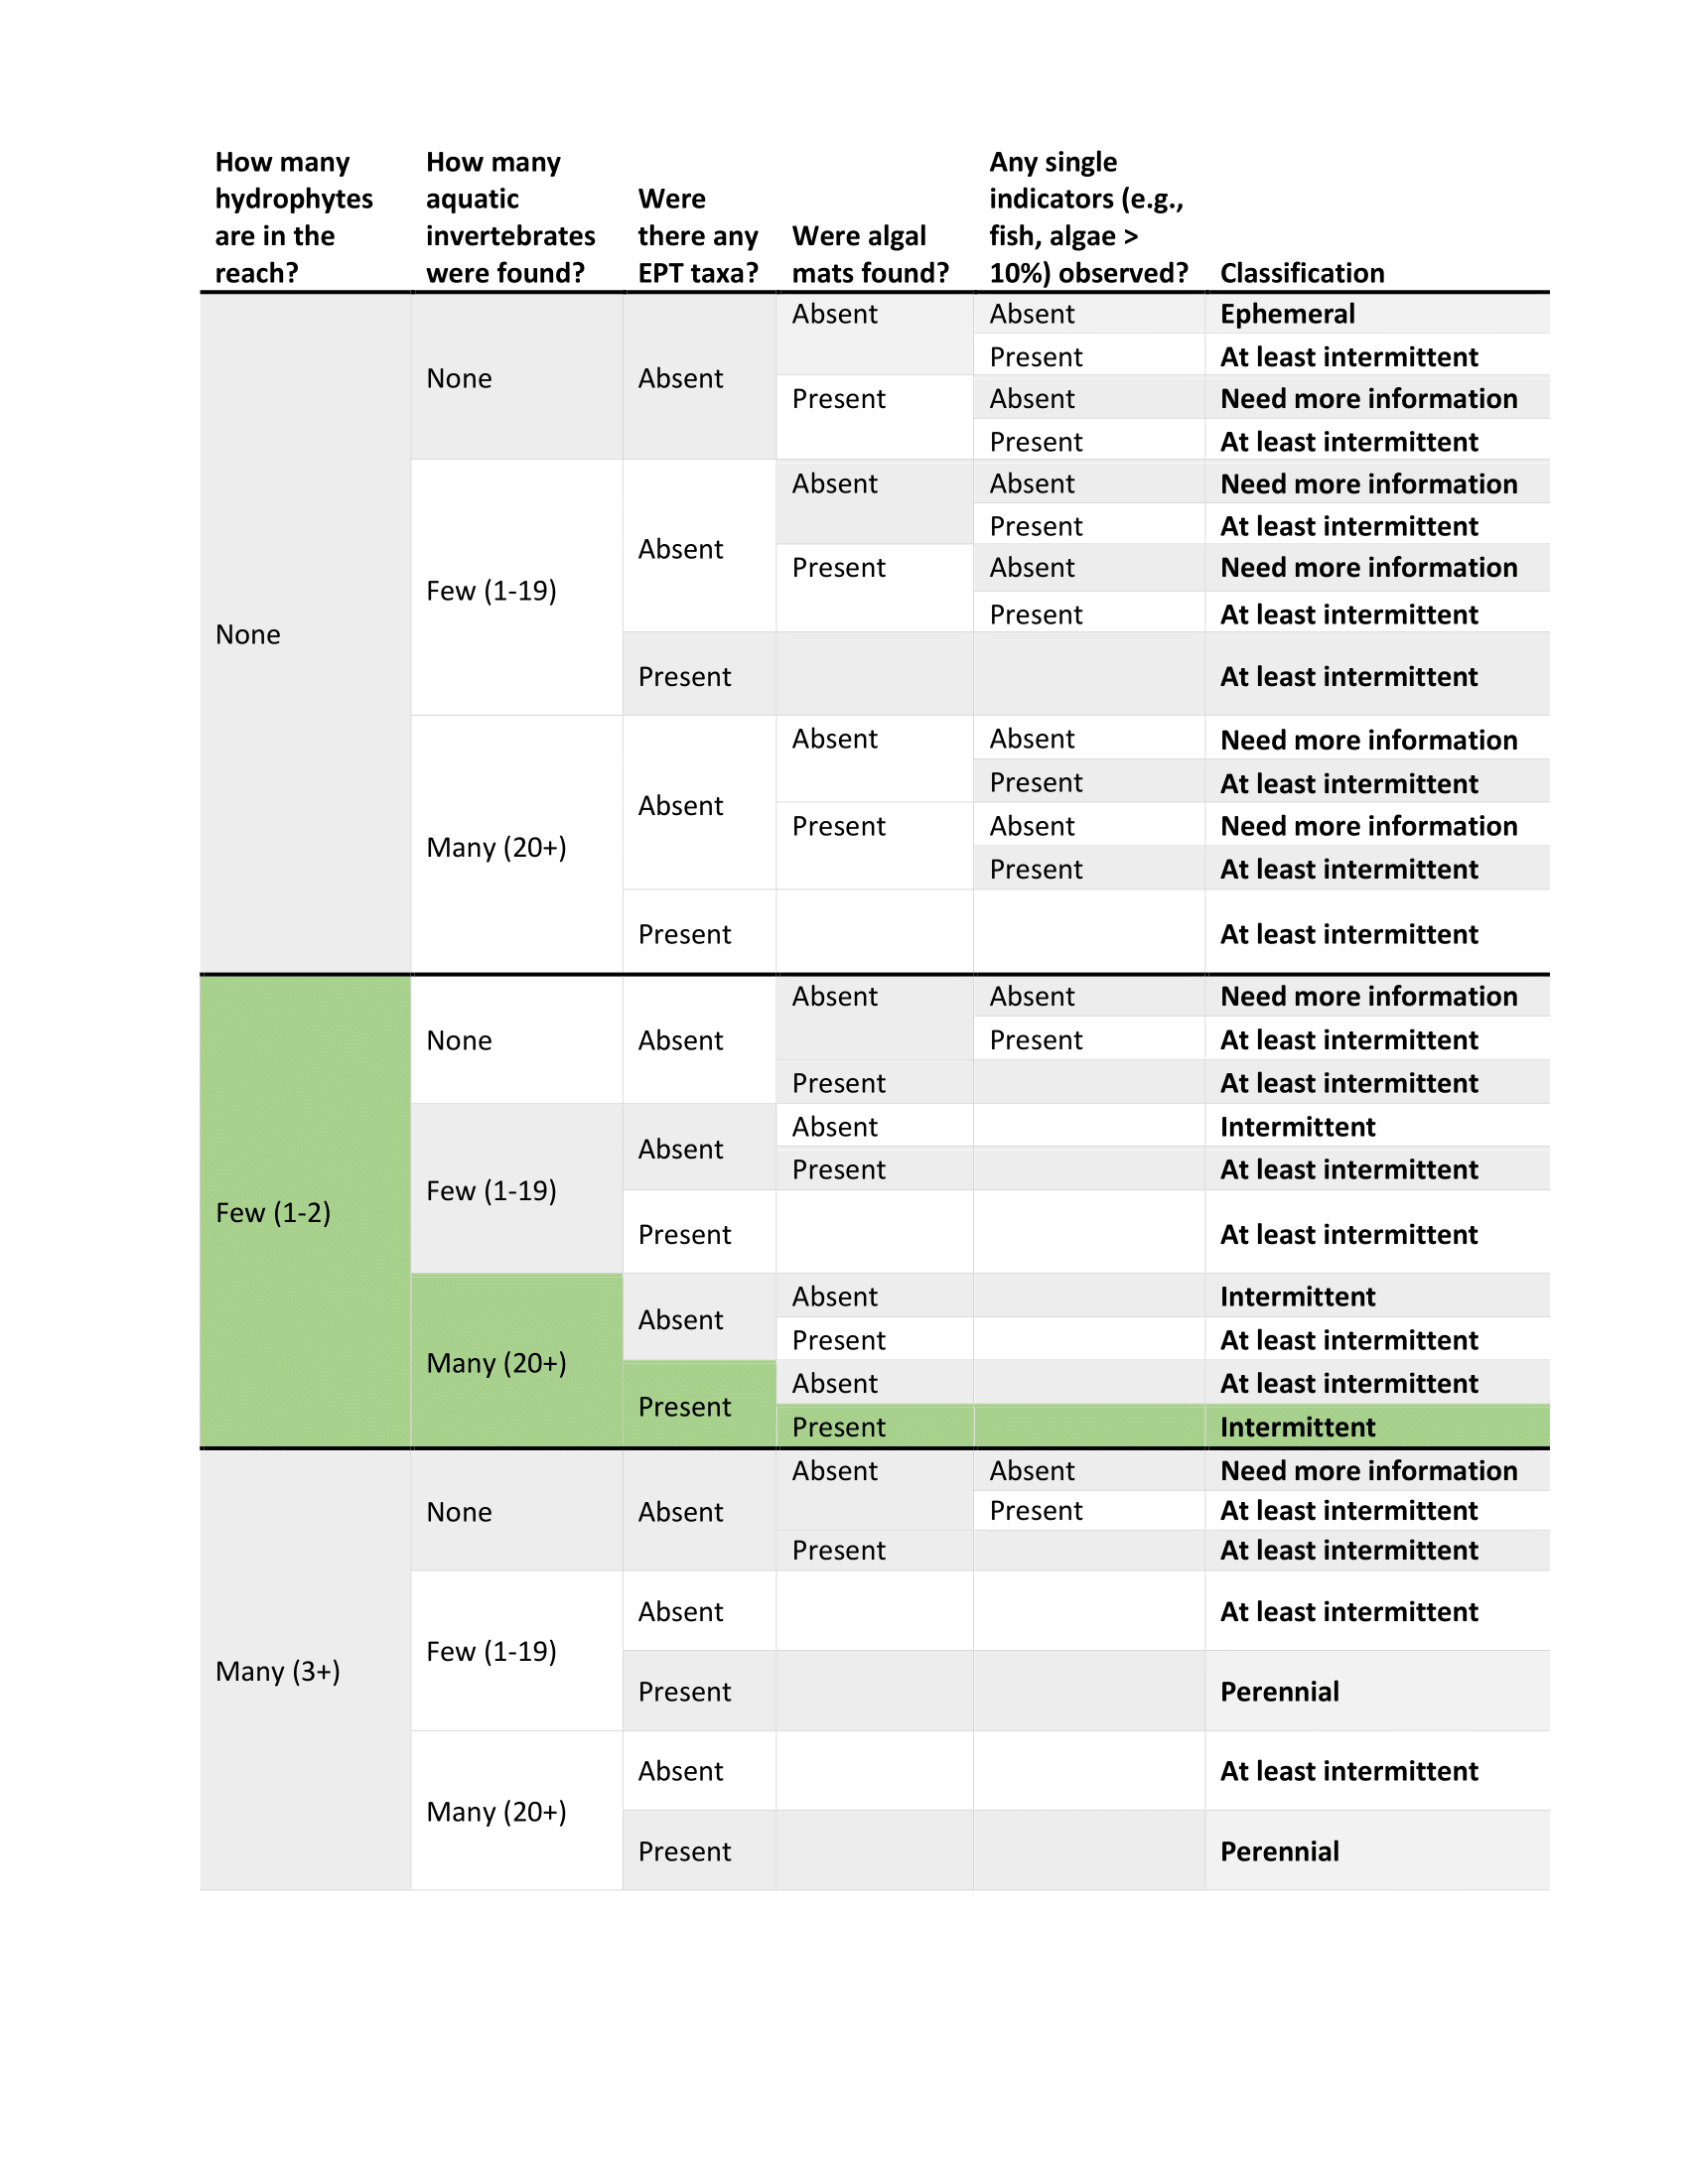 How many hydrophytes are in the reach? How many aquatic invertebrates were found? Were there any EPT taxa? Were algal mats found? Any single indicators (e.g., fish, algae > 10%) observed? Classification
None None Absent Absent Absent Ephemeral
Present At least intermittent
Present Absent Need more information
Present At least intermittent
Few (1-19) Absent Absent Absent Need more information
Present At least intermittent
Present Absent Need more information
Present At least intermittent
Present At least intermittent
Many (20+) Absent Absent Absent Need more information
Present At least intermittent
Present Absent Need more information
Present At least intermittent
Present At least intermittent
Few (1-2) None Absent Absent Absent Need more information
Present At least intermittent
Present At least intermittent
Few (1-19) Absent Absent Intermittent
Present At least intermittent
Present At least intermittent
Many (20+) Absent Absent Intermittent
Present At least intermittent
Present Absent At least intermittent
Present Intermittent
Many (3+) None Absent Absent Absent Need more information
Present At least intermittent
Present At least intermittent
Few (1-19) Absent At least intermittent
Present Perennial
Many (20+) Absent At least intermittent
Present Perennial